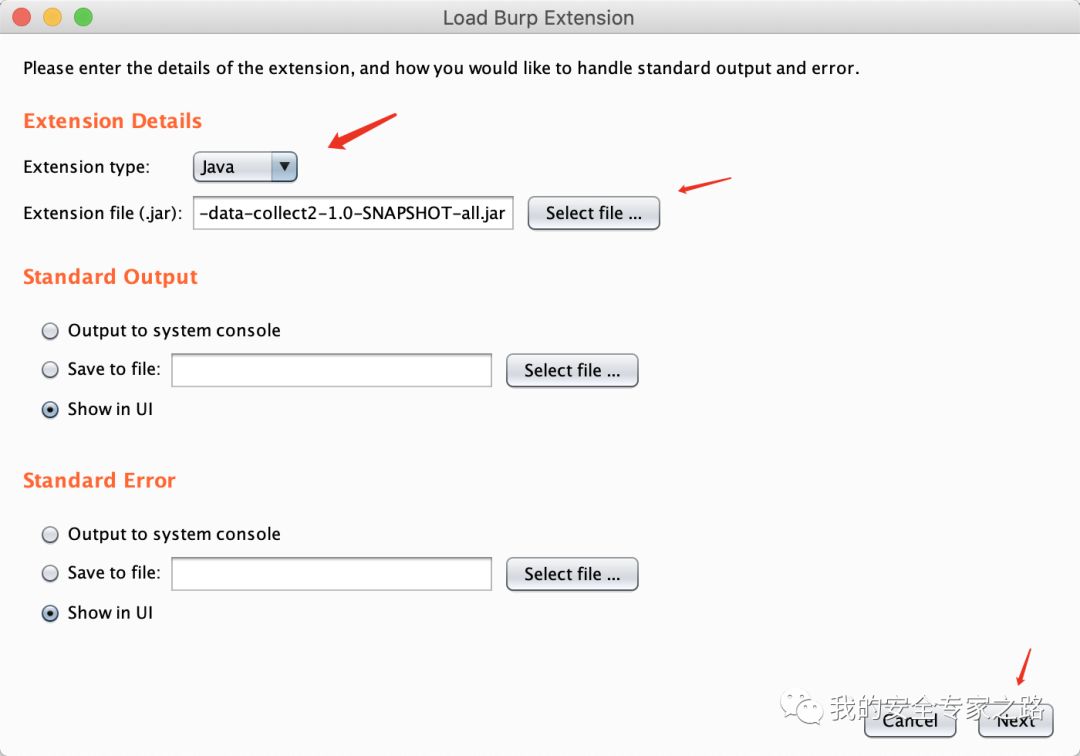 Load Burp Extension
Please enter the details of the extension, and how you would like to handle standard output and error.
Extension Details
Extension type: Java
Extension file (.jar): -data-collect2-1.0-SNAPSHOT-all.jar Select file ...
Standard Output
Output to system console
Save to file: Select file ...
Show in UI
Standard Error
Output to system console
Save to file: Select file ...
Show in UI
我的安全专家之路
Cancel Next